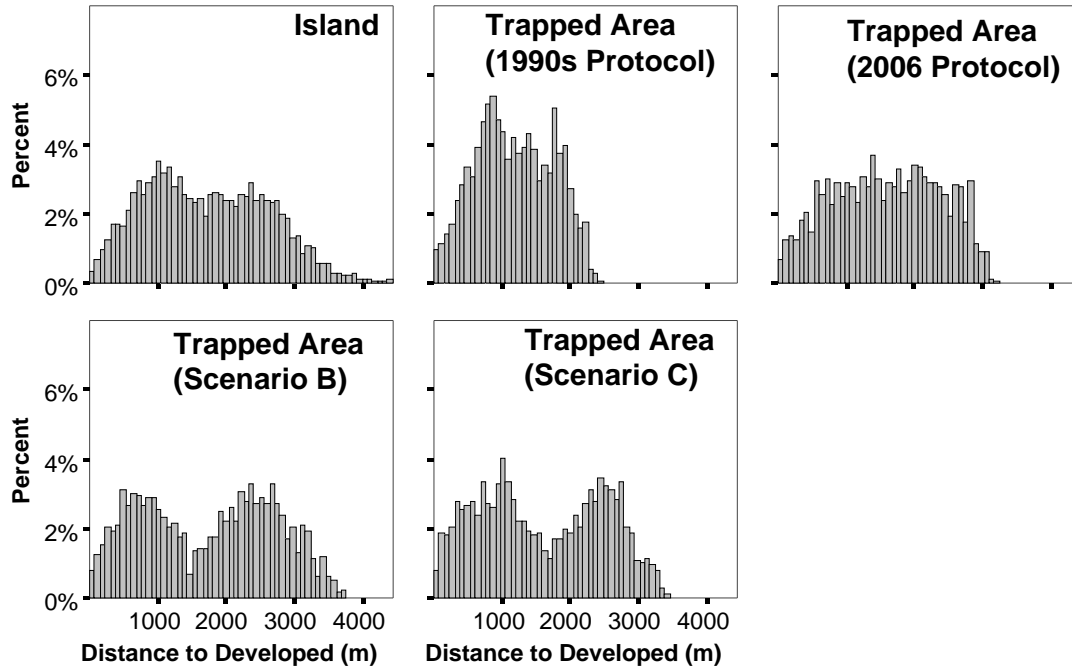 Island
Trapped Area
(1990s Protocol)
Trapped Area
(2006 Protocol)
6%
4%
2%
0%
Percent
Trapped Area
(Scenario B)
Trapped Area
(Scenario C)
6%
4%
2%
0%
Percent
1000 2000 3000 4000
1000 2000 3000 4000
Distance to Developed (m)
Distance to Developed (m)